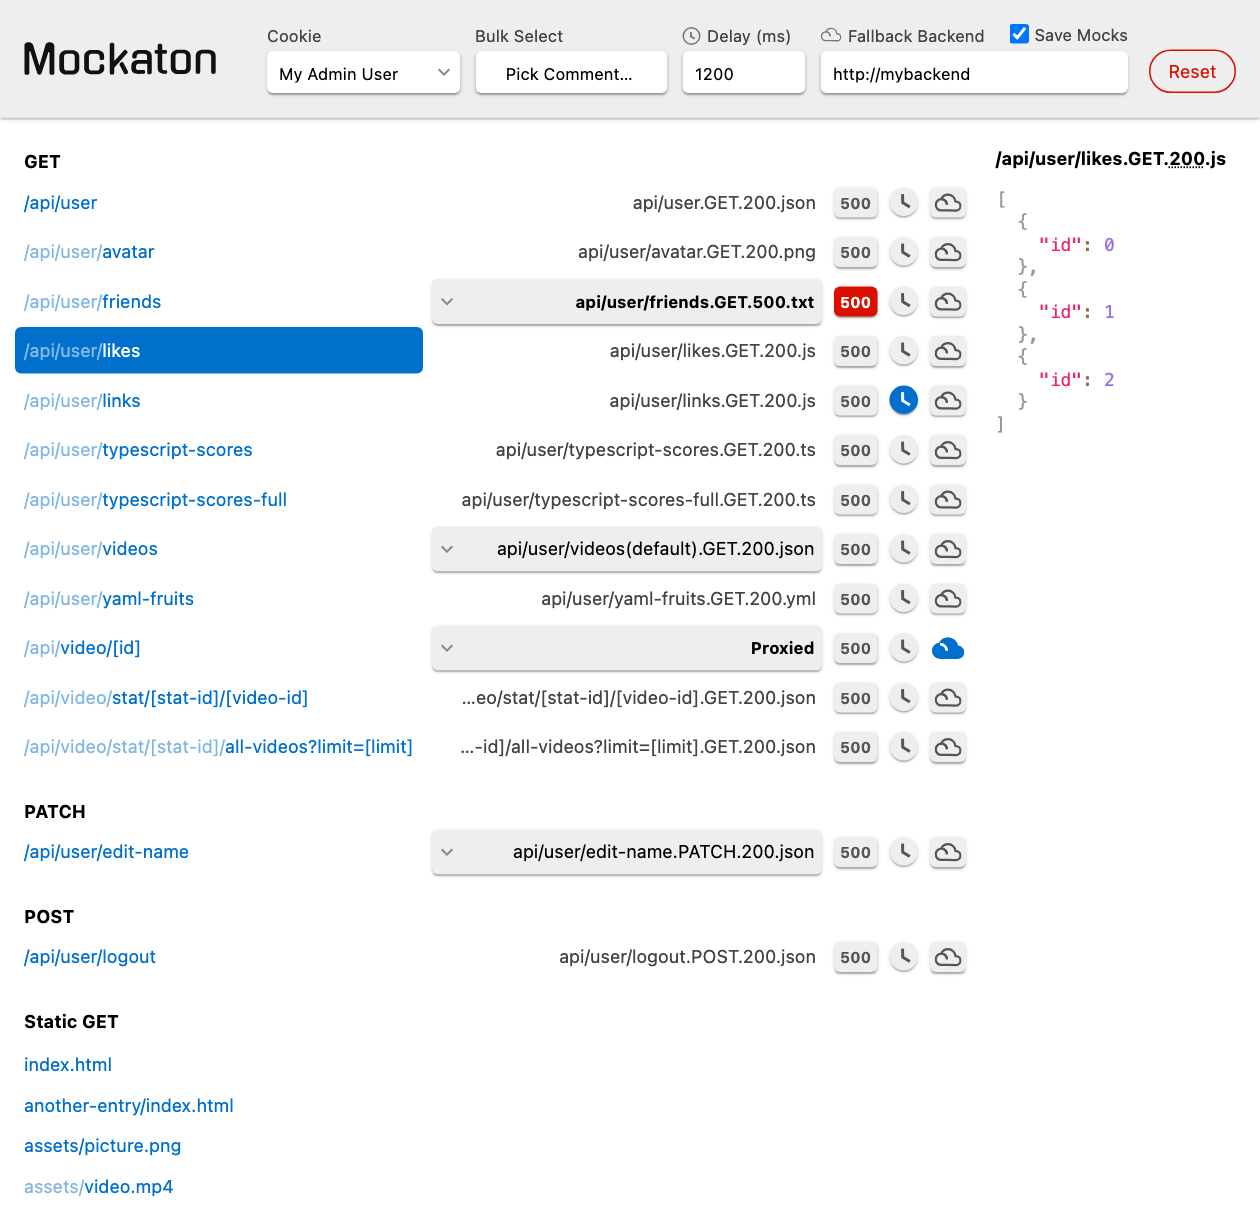 Mockaton
Cookie
My Admin User
Bulk Select
Pick Comment...
Delay (ms)
1200
Fallback Backend
http://mybackend
Save Mocks
Reset
GET
/api/user api/user.GET.200.json 500
/api/user/avatar api/user/avatar.GET.200.png 500
/api/user/friends api/user/friends.GET.500.txt 500
/api/user/likes api/user/likes.GET.200.js 500
/api/user/links api/user/links.GET.200.js 500
/api/user/typescript-scores api/user/typescript-scores.GET.200.ts 500
/api/user/typescript-scores-full api/user/typescript-scores-full.GET.200.ts 500
/api/user/videos api/user/videos(default).GET.200.json 500
/api/user/yaml-fruits api/user/yaml-fruits.GET.200.yml 500
/api/video/[id] Proxied 500
/api/video/stat/[stat-id]/[video-id] ...eo/stat/[stat-id]/[video-id].GET.200.json 500
/api/video/stat/[stat-id]/all-videos?limit=[limit] ...-id]/all-videos?limit=[limit].GET.200.json 500
PATCH
/api/user/edit-name api/user/edit-name.PATCH.200.json 500
POST
/api/user/logout api/user/logout.POST.200.json 500
Static GET
index.html
another-entry/index.html
assets/picture.png
assets/video.mp4
/api/user/likes.GET.200.js
[
{
"id": 0
},
{
"id": 1
},
{
"id": 2
}
]